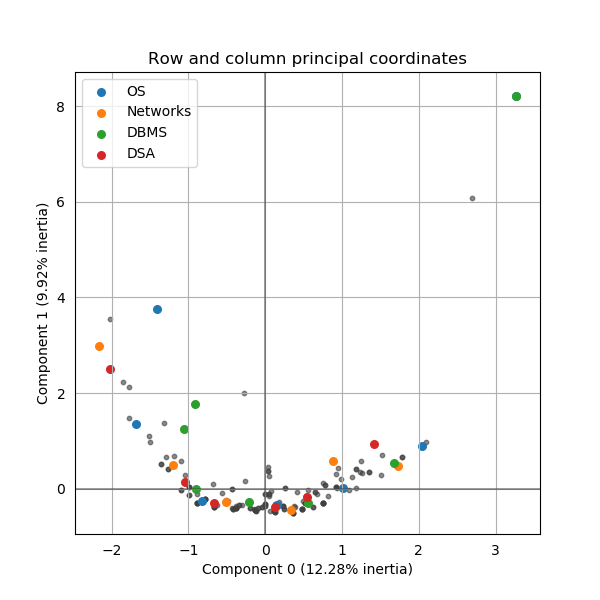 Row and column principal coordinates
OS
Networks
DBMS
DSA
8
6
4
2
0
Component 1 (9.92% inertia)
−2 −1 0 1 2 3
Component 0 (12.28% inertia)